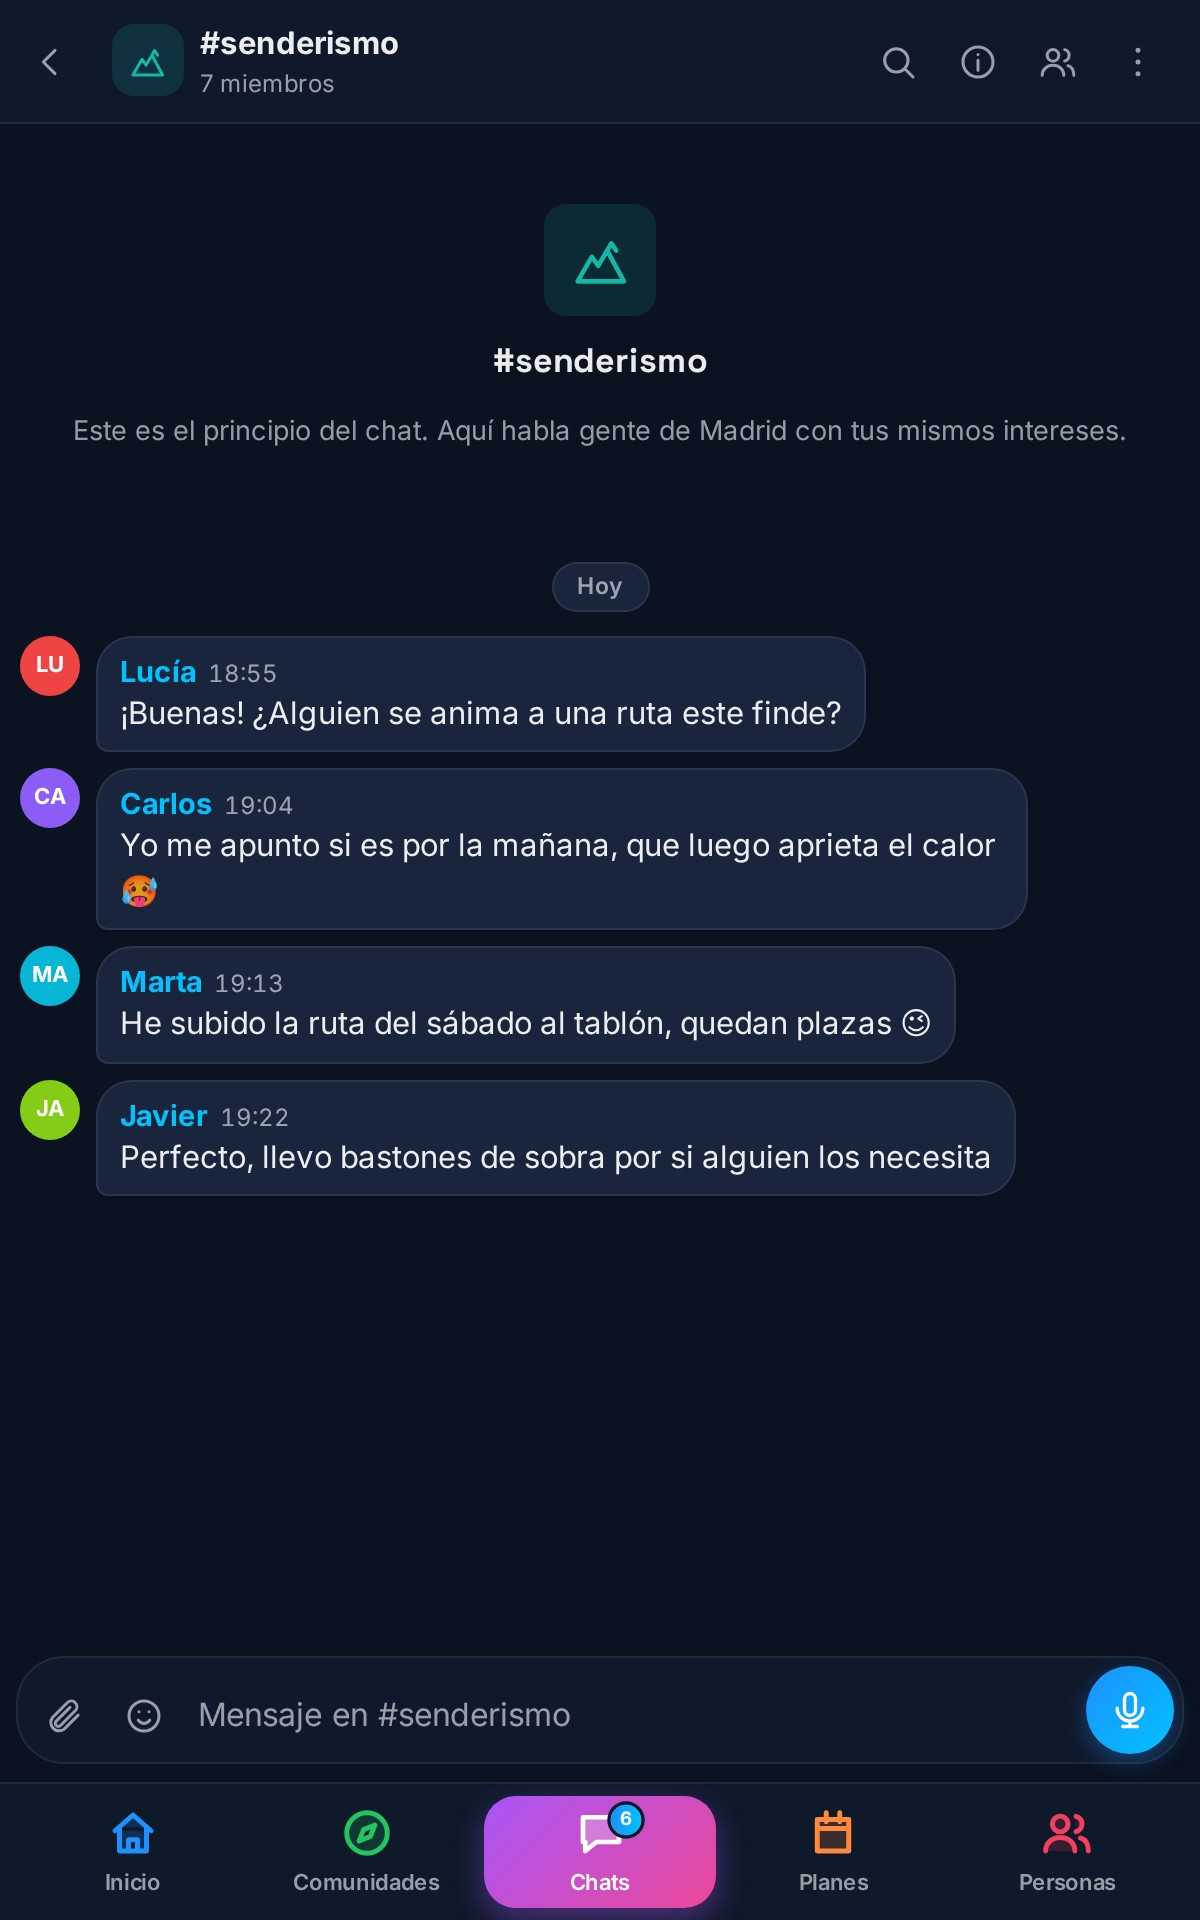 #senderismo
7 miembros
#senderismo
Este es el principio del chat. Aquí habla gente de Madrid con tus mismos intereses.
Hoy
LU
Lucía 18:55
¡Buenas! ¿Alguien se anima a una ruta este finde?
CA
Carlos 19:04
Yo me apunto si es por la mañana, que luego aprieta el calor
🥵
MA
Marta 19:13
He subido la ruta del sábado al tablón, quedan plazas 😉
JA
Javier 19:22
Perfecto, llevo bastones de sobra por si alguien los necesita
Mensaje en #senderismo
6
Inicio
Comunidades
Chats
Planes
Personas